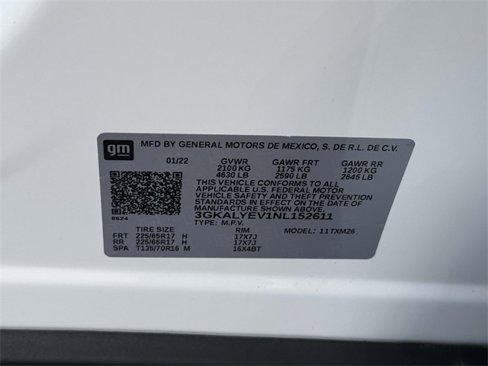 gm MFD BY GENERAL MOTORS DE MEXICO, S. DE R.L. DE C.V.
01/22 GVWR GAWR FRT GAWR RR
2100 KG 1175 KG 1200 KG
4630 LB 2590 LB 2645 LB
THIS VEHICLE CONFORMS TO ALL
APPLICABLE U.S. FEDERAL MOTOR
VEHICLE SAFETY AND THEFT PREVENTION
STANDARDS IN EFFECT ON THE DATE OF
MANUFACTURE SHOWN ABOVE.
3GKALYEV1NL152611
8624 TYPE: M.P.V.
TIRE SIZE RIM MODEL: 11TXM26
FRT 225/65R17 H 17X7J
RR 225/65R17 H 17X7J
SPA T135/70R16 M 16X4BT